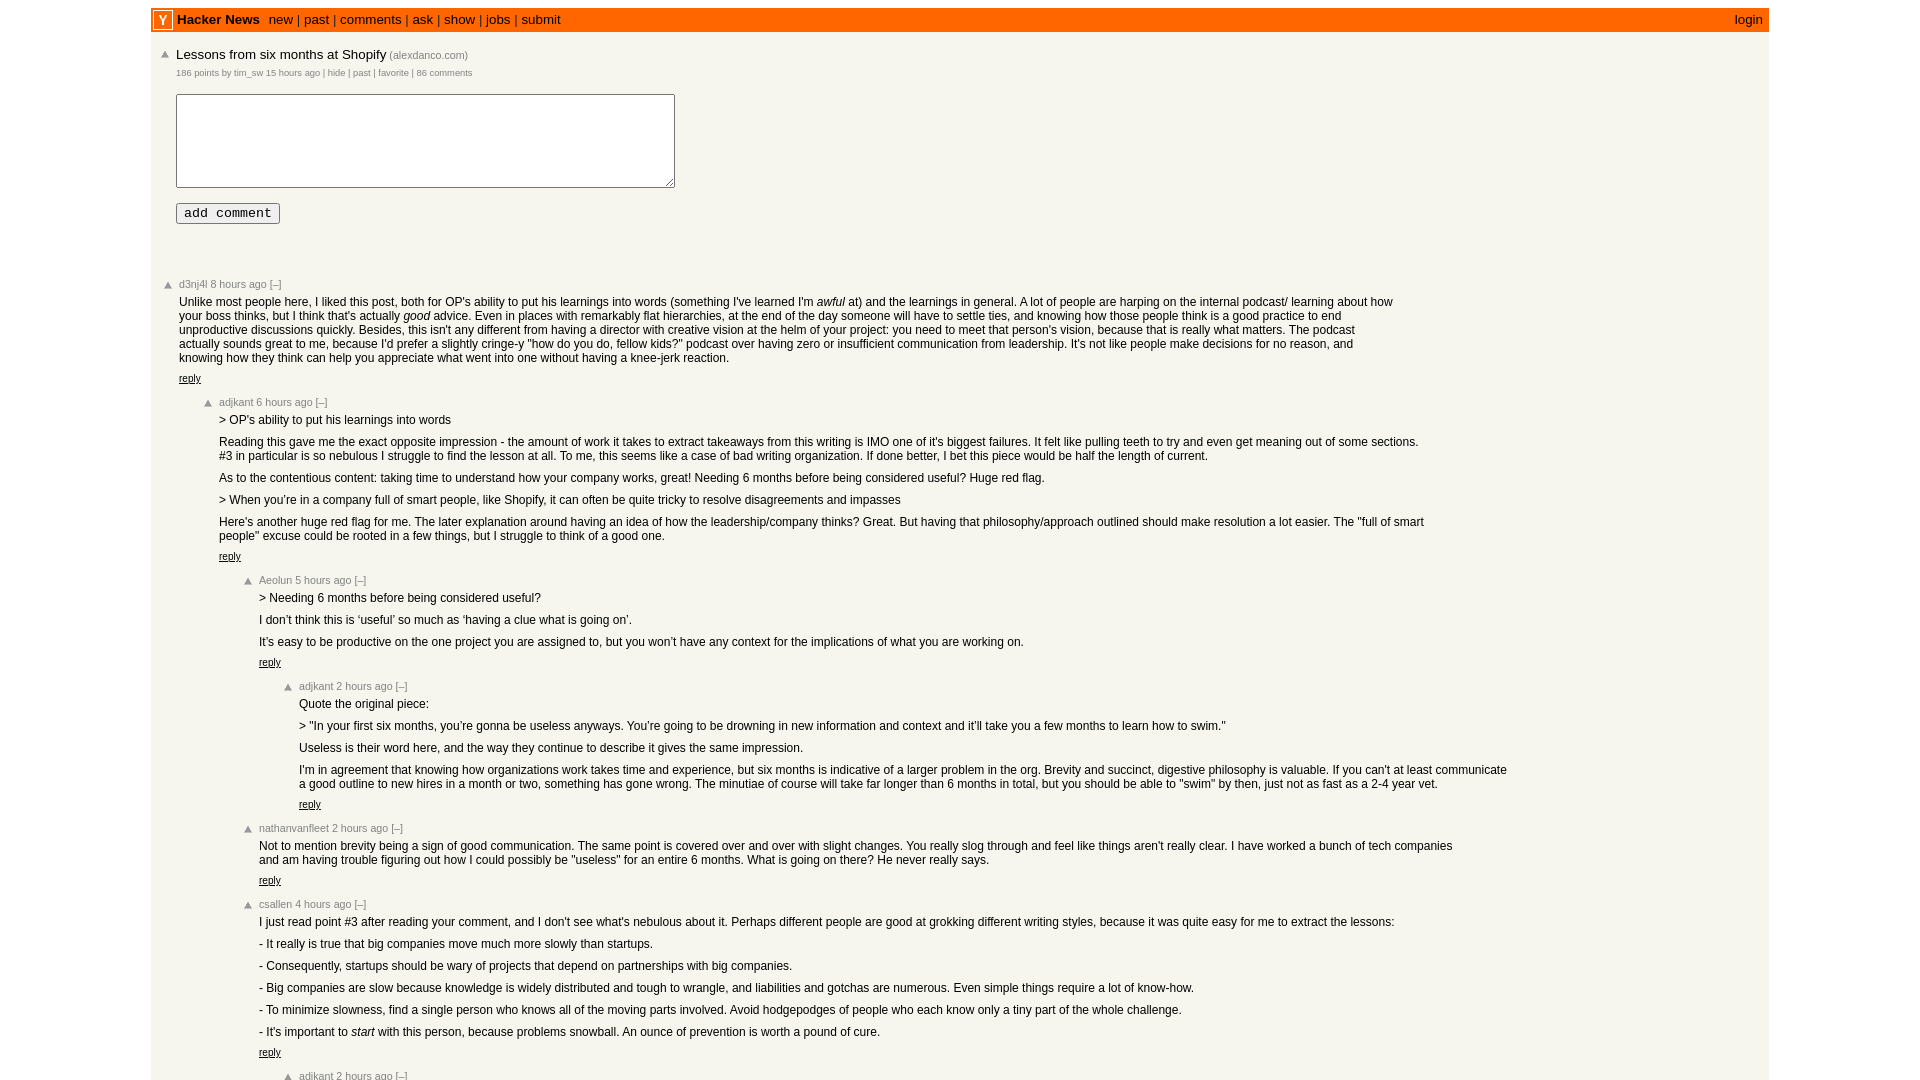 Y Hacker News new | past | comments | ask | show | jobs | submit login
Lessons from six months at Shopify (alexdanco.com)
186 points by tim_sw 15 hours ago | hide | past | favorite | 86 comments
add comment
d3nj4l 8 hours ago [–]
Unlike most people here, I liked this post, both for OP's ability to put his learnings into words (something I've learned I'm awful at) and the learnings in general. A lot of people are harping on the internal podcast/ learning about how
your boss thinks, but I think that's actually good advice. Even in places with remarkably flat hierarchies, at the end of the day someone will have to settle ties, and knowing how those people think is a good practice to end
unproductive discussions quickly. Besides, this isn't any different from having a director with creative vision at the helm of your project: you need to meet that person's vision, because that is really what matters. The podcast
actually sounds great to me, because I'd prefer a slightly cringe-y "how do you do, fellow kids?" podcast over having zero or insufficient communication from leadership. It's not like people make decisions for no reason, and
knowing how they think can help you appreciate what went into one without having a knee-jerk reaction.
reply
adjkant 6 hours ago [–]
> OP's ability to put his learnings into words
Reading this gave me the exact opposite impression - the amount of work it takes to extract takeaways from this writing is IMO one of it's biggest failures. It felt like pulling teeth to try and even get meaning out of some sections.
#3 in particular is so nebulous I struggle to find the lesson at all. To me, this seems like a case of bad writing organization. If done better, I bet this piece would be half the length of current.
As to the contentious content: taking time to understand how your company works, great! Needing 6 months before being considered useful? Huge red flag.
> When you’re in a company full of smart people, like Shopify, it can often be quite tricky to resolve disagreements and impasses
Here's another huge red flag for me. The later explanation around having an idea of how the leadership/company thinks? Great. But having that philosophy/approach outlined should make resolution a lot easier. The "full of smart
people" excuse could be rooted in a few things, but I struggle to think of a good one.
reply
Aeolun 5 hours ago [–]
> Needing 6 months before being considered useful?
I don’t think this is ‘useful’ so much as ‘having a clue what is going on’.
It’s easy to be productive on the one project you are assigned to, but you won’t have any context for the implications of what you are working on.
reply
adjkant 2 hours ago [–]
Quote the original piece:
> "In your first six months, you’re gonna be useless anyways. You’re going to be drowning in new information and context and it’ll take you a few months to learn how to swim."
Useless is their word here, and the way they continue to describe it gives the same impression.
I'm in agreement that knowing how organizations work takes time and experience, but six months is indicative of a larger problem in the org. Brevity and succinct, digestive philosophy is valuable. If you can't at least communicate
a good outline to new hires in a month or two, something has gone wrong. The minutiae of course will take far longer than 6 months in total, but you should be able to "swim" by then, just not as fast as a 2-4 year vet.
reply
nathanvanfleet 2 hours ago [–]
Not to mention brevity being a sign of good communication. The same point is covered over and over with slight changes. You really slog through and feel like things aren't really clear. I have worked a bunch of tech companies
and am having trouble figuring out how I could possibly be "useless" for an entire 6 months. What is going on there? He never really says.
reply
csallen 4 hours ago [–]
I just read point #3 after reading your comment, and I don't see what's nebulous about it. Perhaps different people are good at grokking different writing styles, because it was quite easy for me to extract the lessons:
- It really is true that big companies move much more slowly than startups.
- Consequently, startups should be wary of projects that depend on partnerships with big companies.
- Big companies are slow because knowledge is widely distributed and tough to wrangle, and liabilities and gotchas are numerous. Even simple things require a lot of know-how.
- To minimize slowness, find a single person who knows all of the moving parts involved. Avoid hodgepodges of people who each know only a tiny part of the whole challenge.
- It's important to start with this person, because problems snowball. An ounce of prevention is worth a pound of cure.
reply
adjkant 2 hours ago [–]